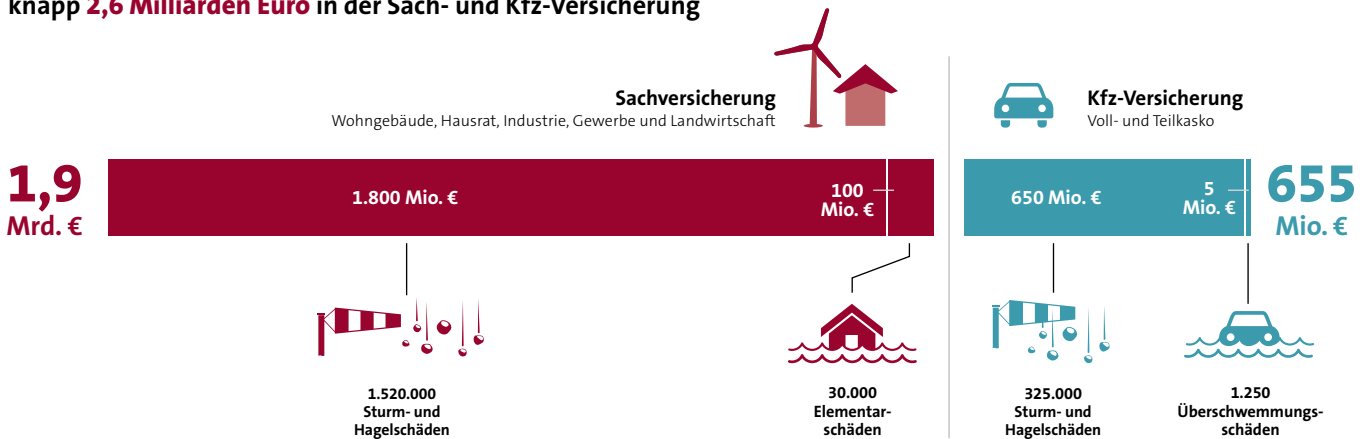 knapp 2,6 Milliarden Euro in der Sach- und Kfz-Versicherung
Sachversicherung
Wohngebäude, Hausrat, Industrie, Gewerbe und Landwirtschaft
Kfz-Versicherung
Voll- und Teilkasko
1,9
Mrd. €
1.800 Mio. €
100
Mio. €
650 Mio. €
5
Mio. €
655
Mio. €
1.520.000
Sturm- und
Hagelschäden
30.000
Elementar-
schäden
325.000
Sturm- und
Hagelschäden
1.250
Überschwemmungs-
schäden